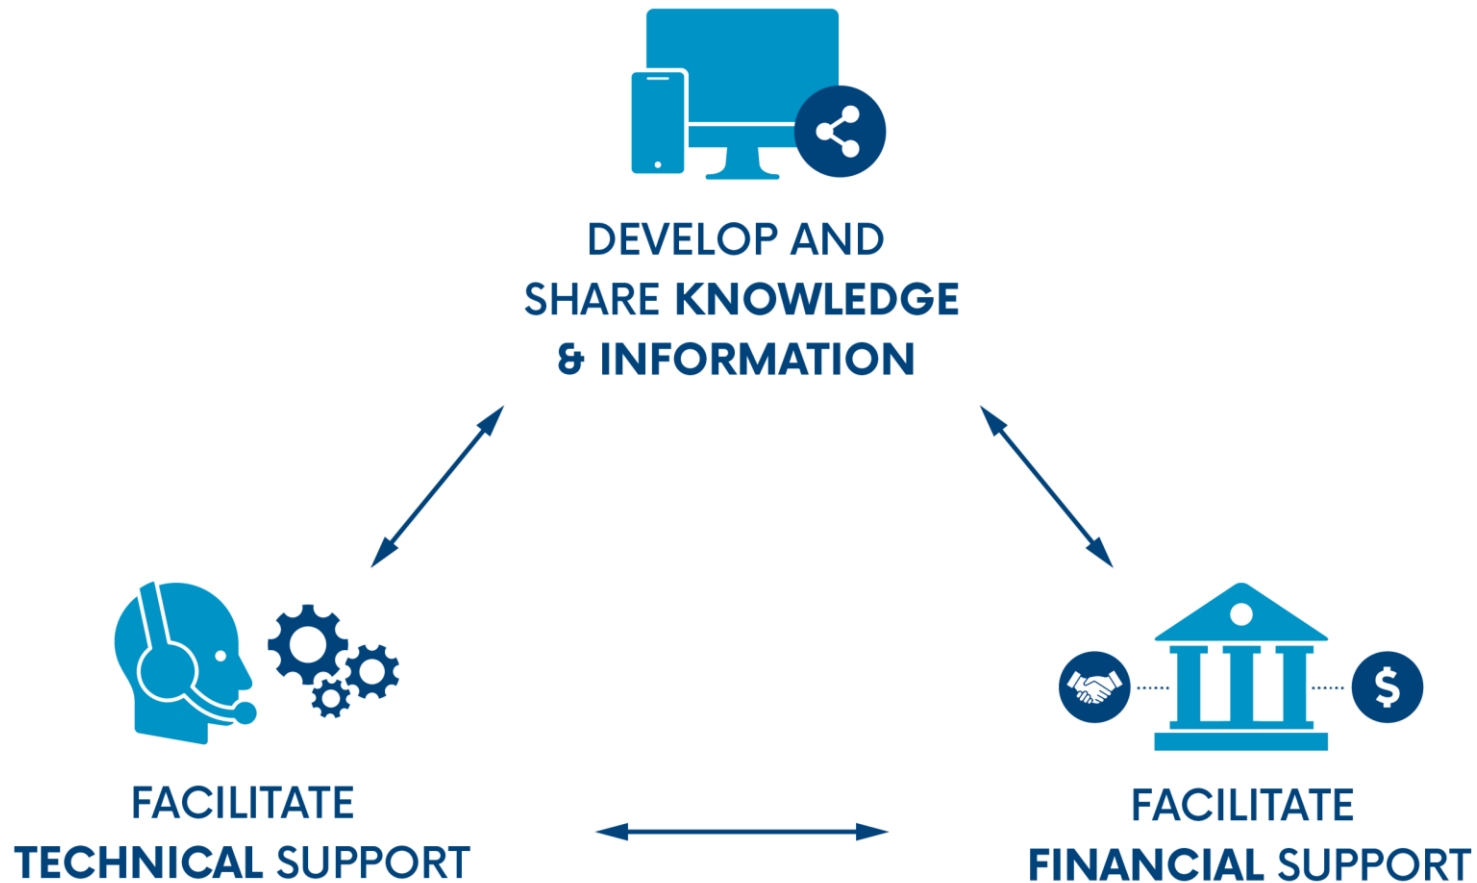 DEVELOP AND
SHARE KNOWLEDGE
& INFORMATION
FACILITATE
TECHNICAL SUPPORT
$
FACILITATE
FINANCIAL SUPPORT